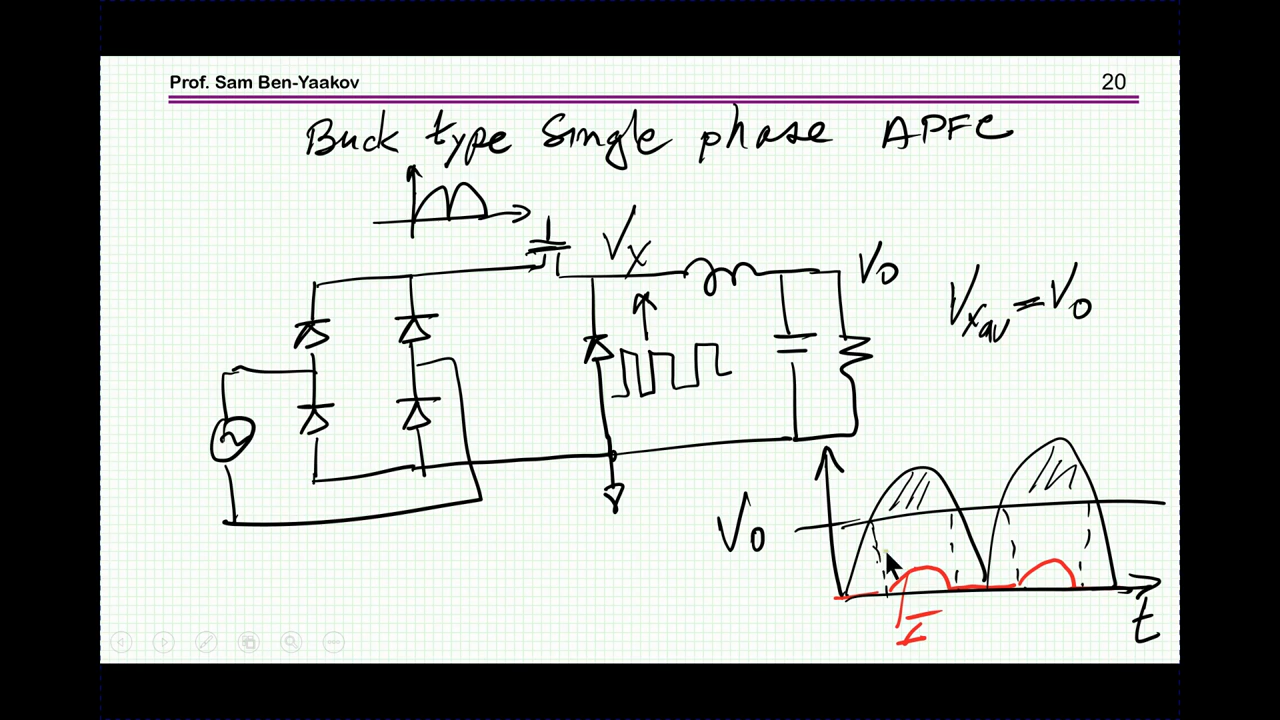 Prof. Sam Ben-Yaakov
20
Buck type Single phase APFC
Vx
Vo
Vxav = Vo
Vo
I
t